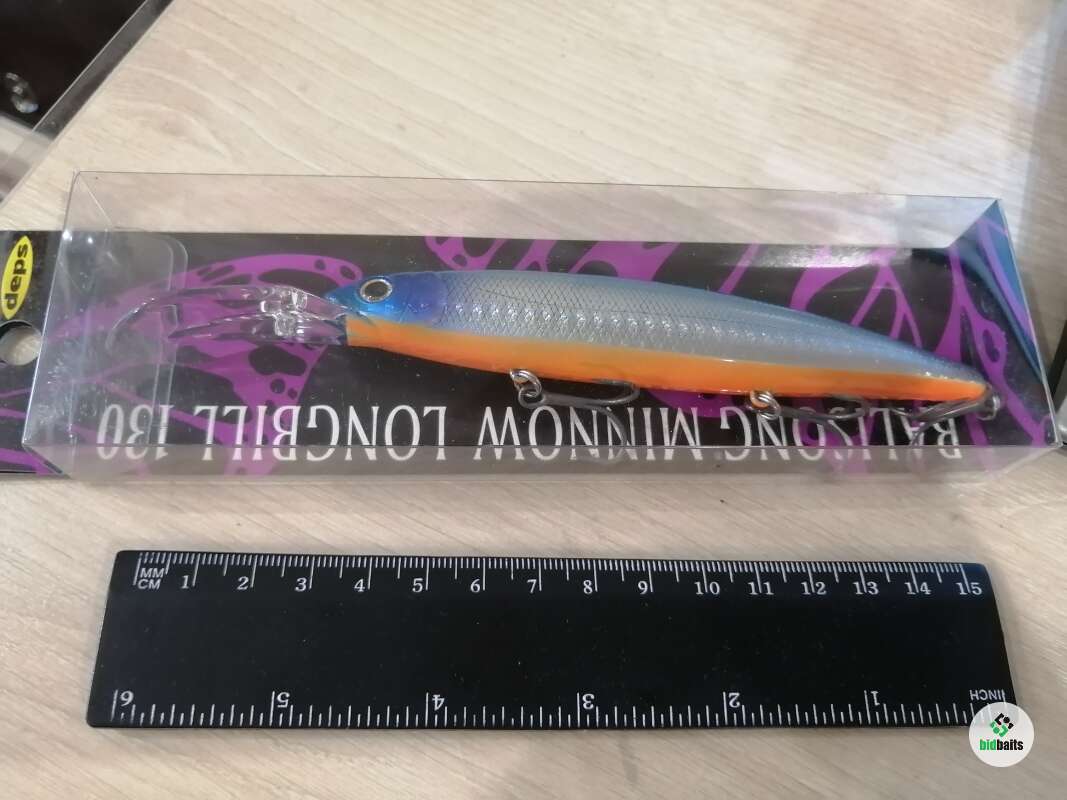 deps
BALISONG MINNOW LONGBILL 130
MM
CM
1 2 3 4 5 6 7 8 9 10 11 12 13 14 15
6 5 4 3 2 1 INCH
bidbaits